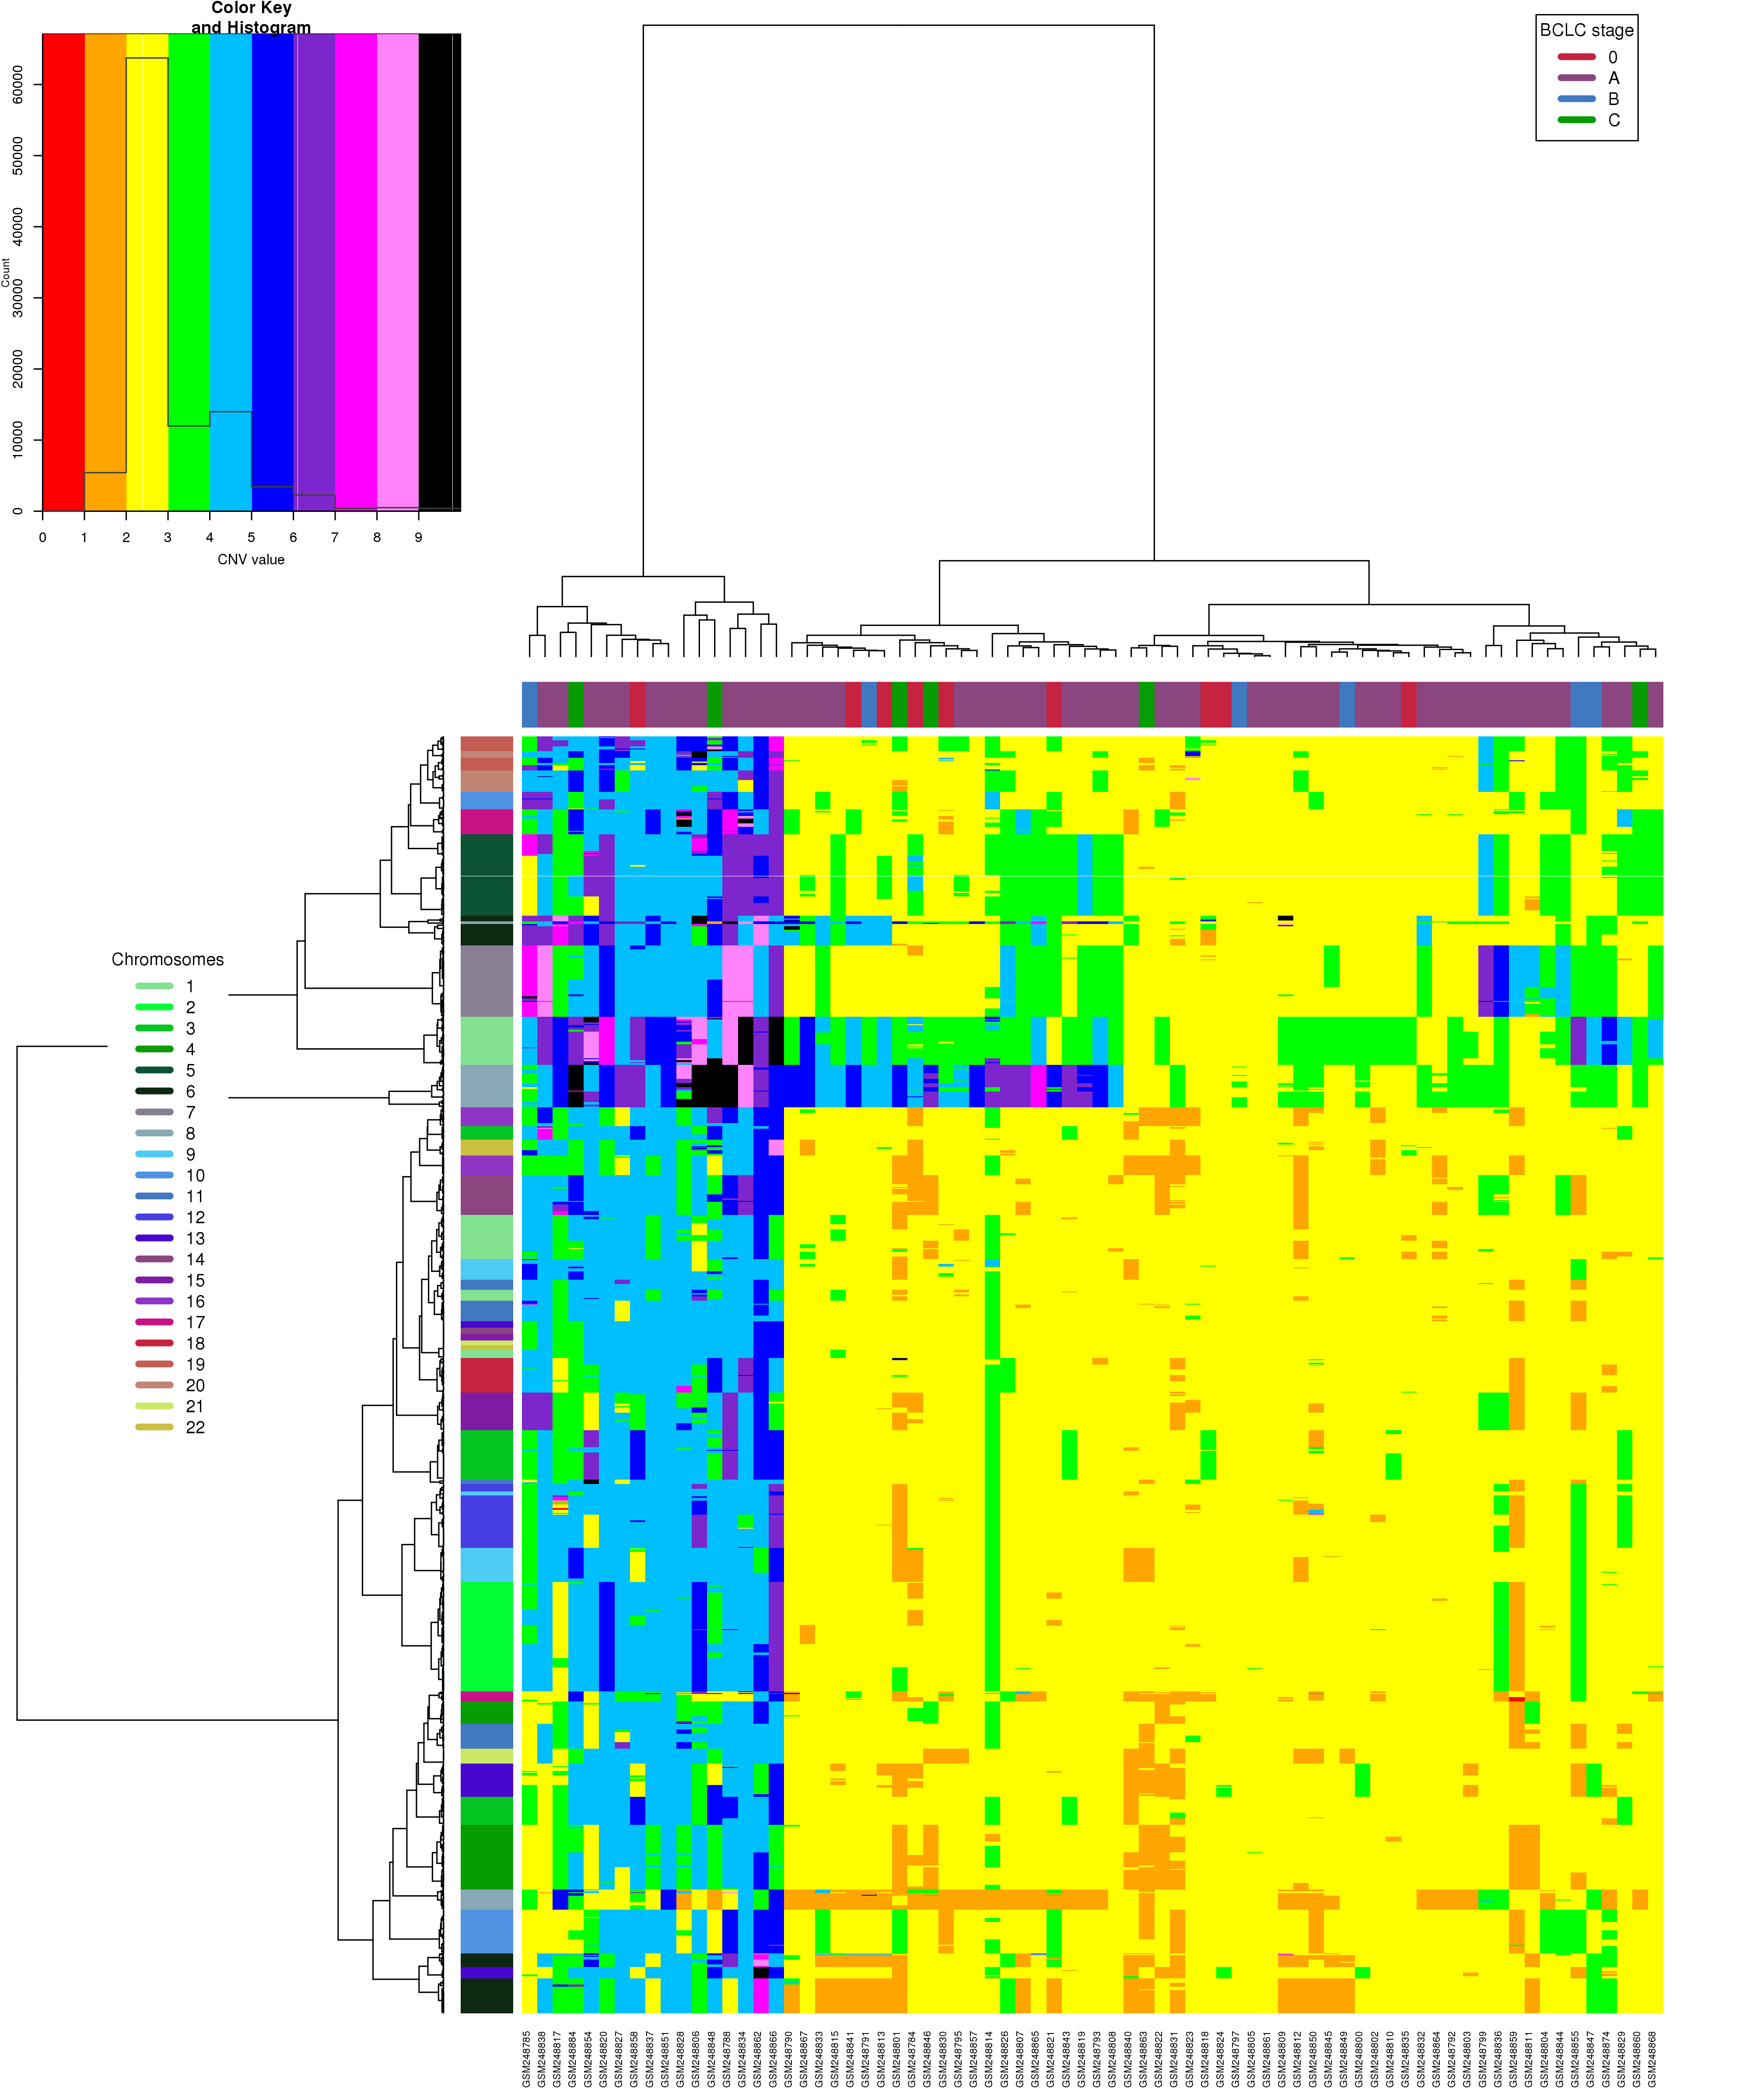 Color Key
and Histogram
Count
0
10000
20000
30000
40000
50000
60000
0 1 2 3 4 5 6 7 8 9
CNV value
BCLC stage
0
A
B
C
Chromosomes
1
2
3
4
5
6
7
8
9
10
11
12
13
14
15
16
17
18
19
20
21
22
GSM248785
GSM248838
GSM248817
GSM248884
GSM248854
GSM248820
GSM248827
GSM248858
GSM248837
GSM248851
GSM248828
GSM248806
GSM248848
GSM248788
GSM248834
GSM248862
GSM248866
GSM248790
GSM248867
GSM248833
GSM248815
GSM248841
GSM248791
GSM248813
GSM248801
GSM248784
GSM248846
GSM248830
GSM248795
GSM248857
GSM248814
GSM248826
GSM248807
GSM248865
GSM248821
GSM248843
GSM248819
GSM248793
GSM248808
GSM248840
GSM248863
GSM248822
GSM248831
GSM248823
GSM248818
GSM248824
GSM248797
GSM248805
GSM248861
GSM248809
GSM248812
GSM248850
GSM248845
GSM248849
GSM248800
GSM248802
GSM248810
GSM248835
GSM248832
GSM248864
GSM248792
GSM248803
GSM248799
GSM248836
GSM248859
GSM248811
GSM248804
GSM248844
GSM248855
GSM248847
GSM248874
GSM248829
GSM248860
GSM248868